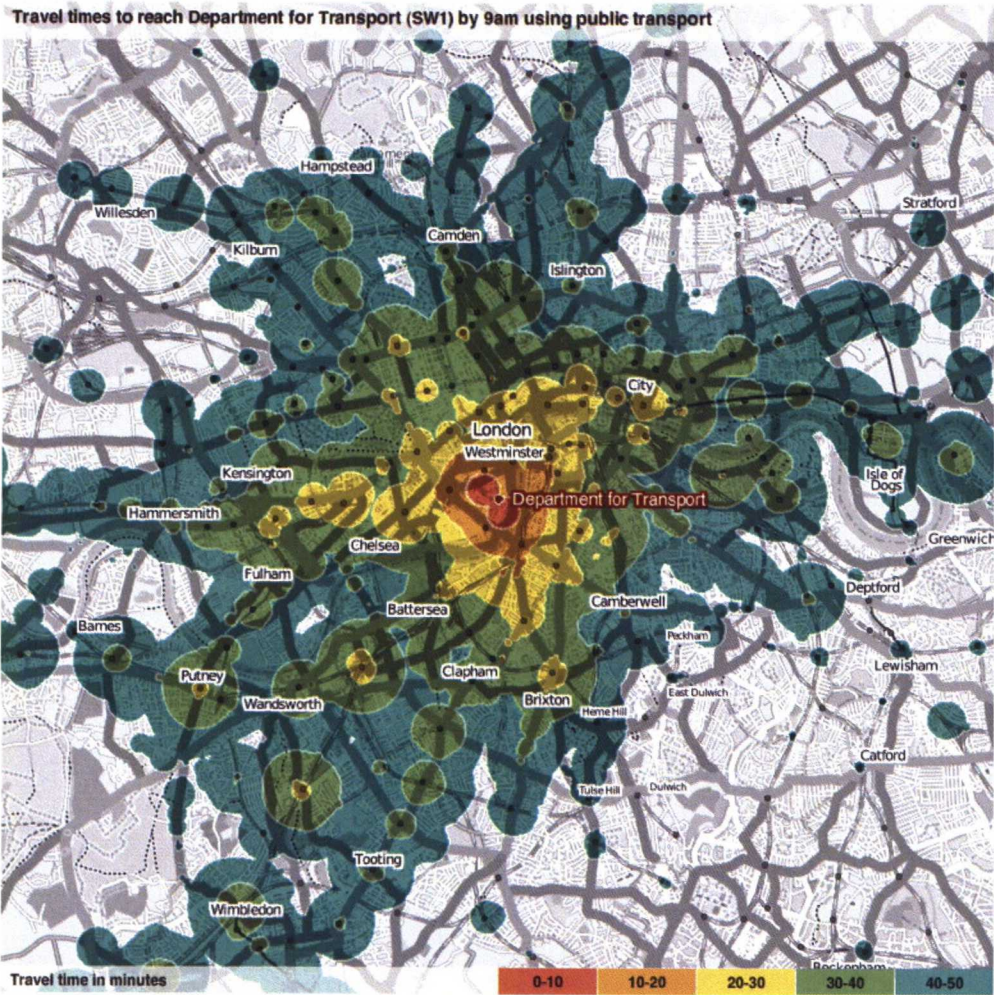 Travel times to reach Department for Transport (SW1) by 9am using public transport
Hampstead
Willesden
Stratford
Camden
Kilburn
Islington
City
London
Westminster
Kensington
Isle of
Dogs
Department for Transport
Hammersmith
Greenwich
Chelsea
Fulham
Deptford
Camberwell
Battersea
Barnes
Peckham
Lewisham
Clapham
Putney
East Dulwich
Brixton
Wandsworth
Herne Hill
Catford
Dulwich
Tulse Hill
Tooting
Wimbledon
Beckenham
Travel time in minutes
0-10 10-20 20-30 30-40 40-50